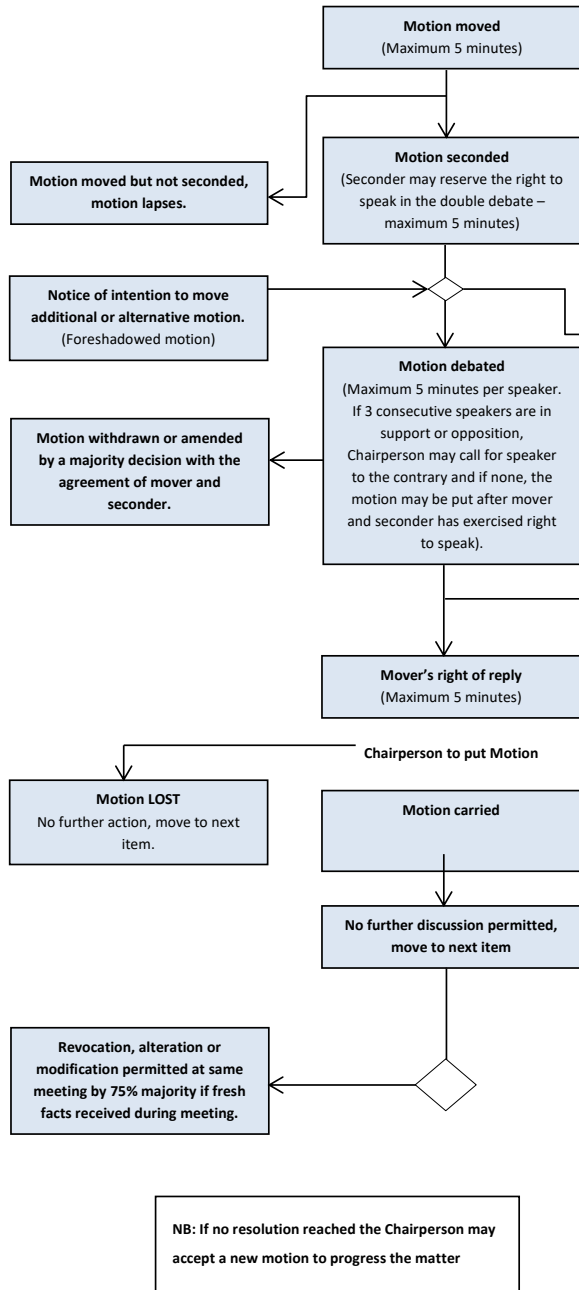 Motion moved
(Maximum 5 minutes)
Motion seconded
(Seconder may reserve the right to
speak in the double debate –
maximum 5 minutes)
Motion moved but not seconded,
motion lapses.
Notice of intention to move
additional or alternative motion.
(Foreshadowed motion)
Motion debated
(Maximum 5 minutes per speaker.
If 3 consecutive speakers are in
support or opposition,
Chairperson may call for speaker
to the contrary and if none, the
motion may be put after mover
and seconder has exercised right
to speak).
Motion withdrawn or amended
by a majority decision with the
agreement of mover and
seconder.
Mover’s right of reply
(Maximum 5 minutes)
Chairperson to put Motion
Motion LOST
No further action, move to next
item.
Motion carried
No further discussion permitted,
move to next item
Revocation, alteration or
modification permitted at same
meeting by 75% majority if fresh
facts received during meeting.
NB: If no resolution reached the Chairperson may
accept a new motion to progress the matter